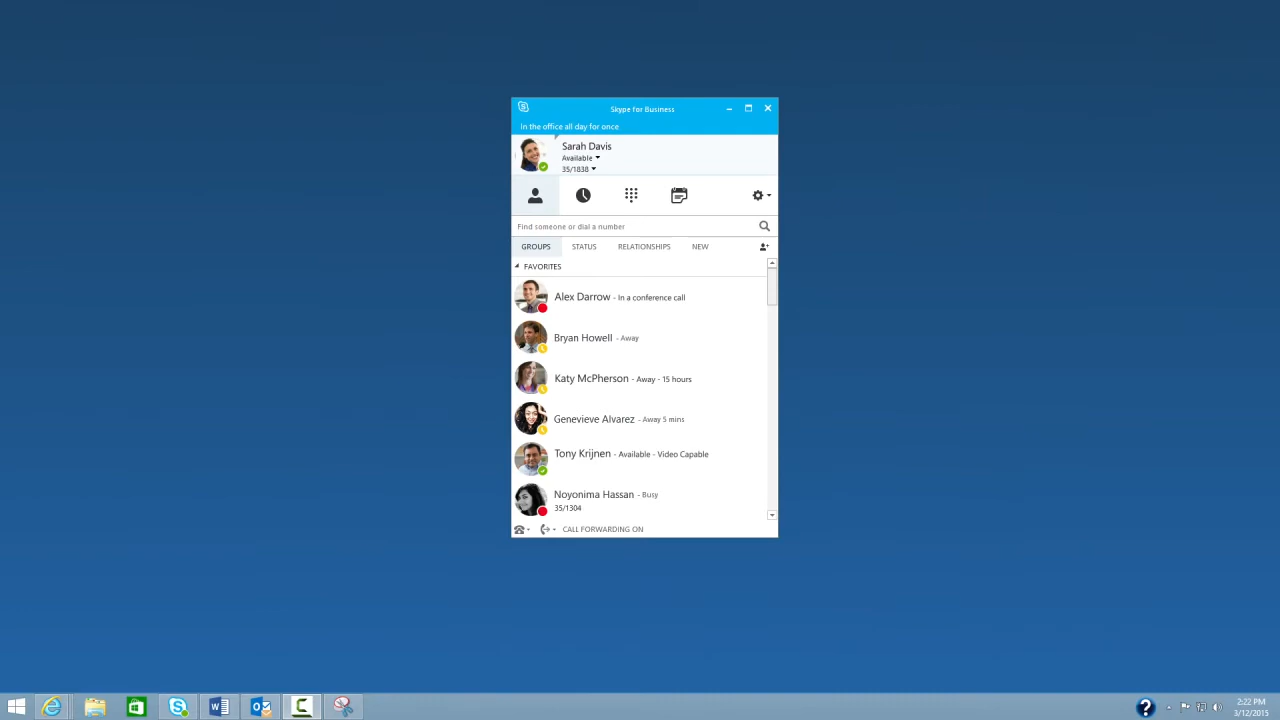 Skype for Business
In the office all day for once
Sarah Davis
Available
35/1838
Find someone or dial a number
GROUPS STATUS RELATIONSHIPS NEW
FAVORITES
Alex Darrow - In a conference call
Bryan Howell - Away
Katy McPherson - Away - 15 hours
Genevieve Alvarez - Away 5 mins
Tony Krijnen - Available - Video Capable
Noyonima Hassan - Busy
35/1304
CALL FORWARDING ON
2:22 PM
3/12/2015